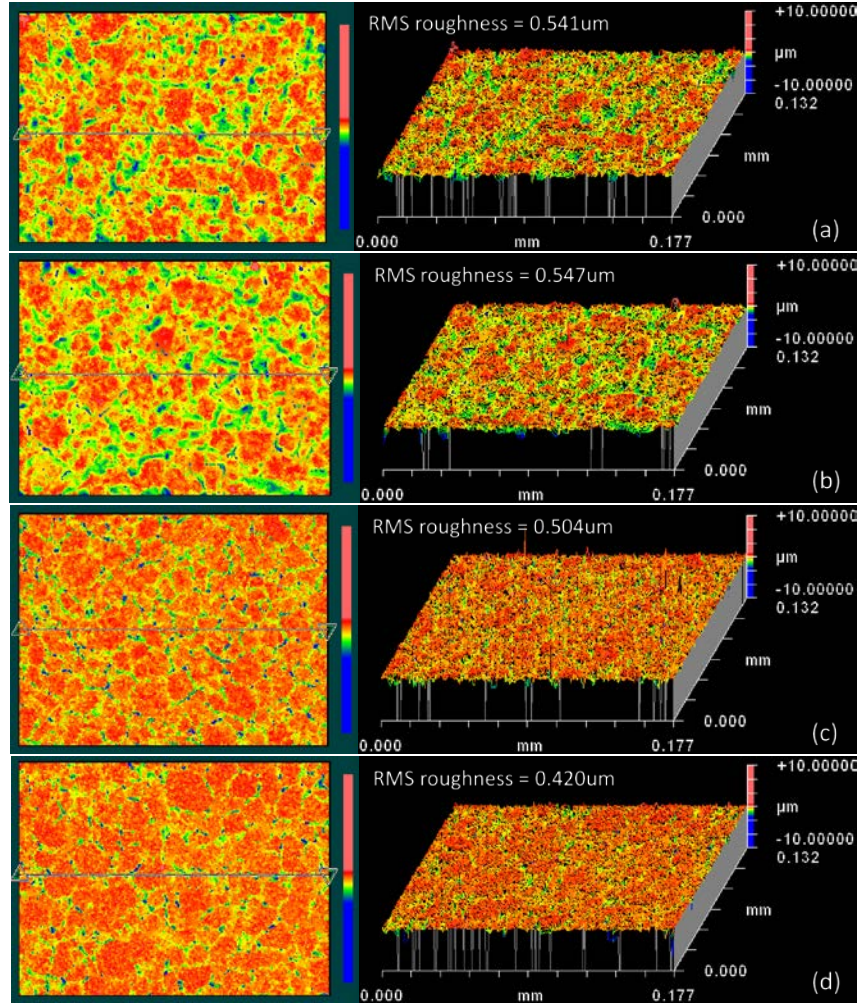 RMS roughness = 0.541um
+10.00000
µm
-10.00000
0.132
mm
0.000
0.000 mm 0.177
(a)
RMS roughness = 0.547um
+10.00000
µm
-10.00000
0.132
mm
0.000
0.000 mm 0.177
(b)
RMS roughness = 0.504um
+10.00000
µm
-10.00000
0.132
mm
0.000
0.000 mm 0.177
(c)
RMS roughness = 0.420um
+10.00000
µm
-10.00000
0.132
mm
0.000
0.000 mm 0.177
(d)